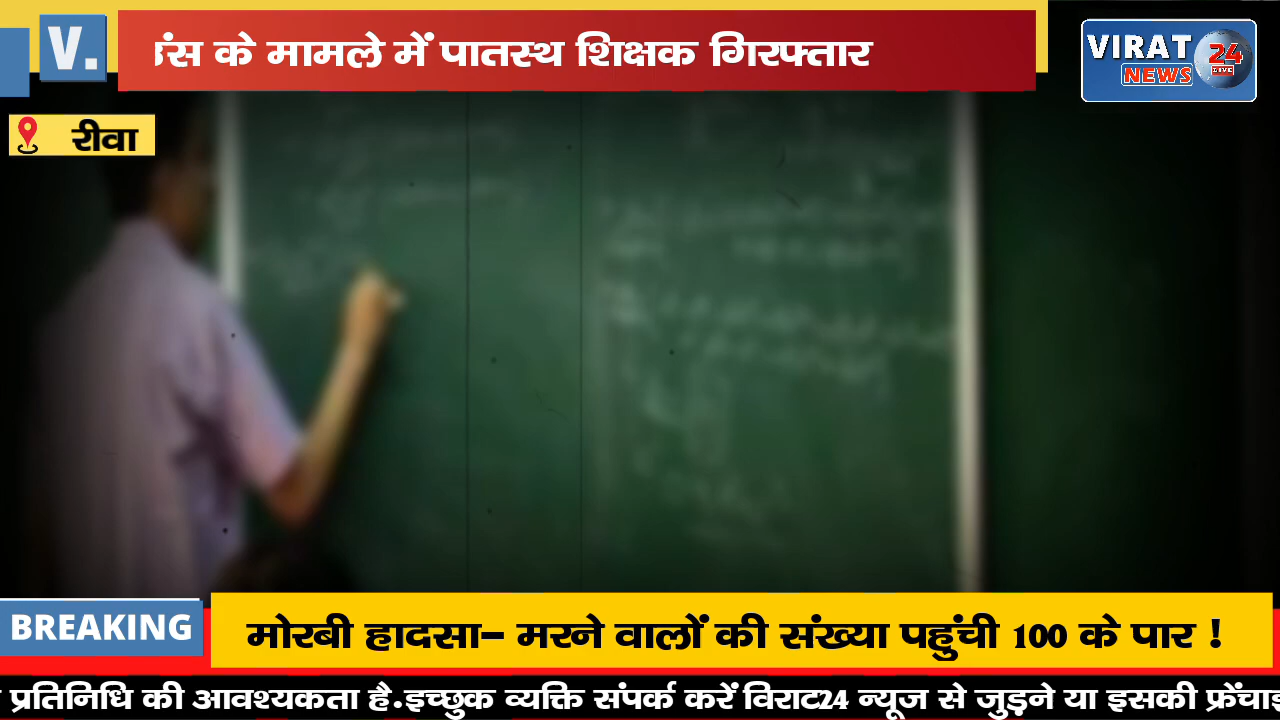 V.
के मामले में पातस्थ शिक्षक गिरफ्तार
VIRAT 24
NEWS LIVE
रीवा
BREAKING
मोरबी हादसा- मरने वालों की संख्या पहुंची 100 के पार !
प्रतिनिधि की आवश्यकता है.इच्छुक व्यक्ति संपर्क करें विराट24 न्यूज से जुड़ने या इसकी